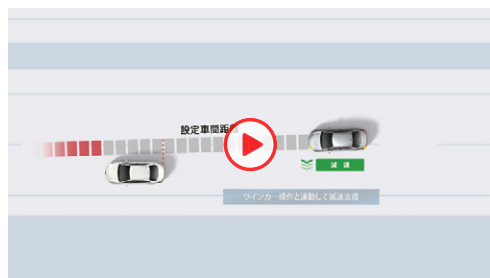 設定車間距離
減速
ウインカー操作と連動して減速支援